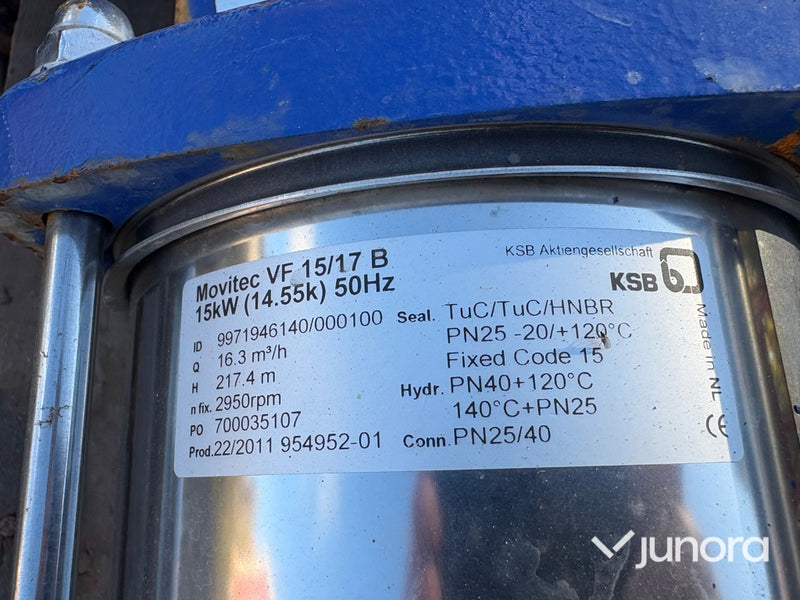 Movitec VF 15/17 B
15kW (14.55k) 50Hz
KSB Aktiengesellschaft
KSB
ID 9971946140/000100
Q 16.3 m³/h
H 217.4 m
n fix. 2950rpm
PO 700035107
Prod. 22/2011 954952-01
Seal. TuC/TuC/HNBR
PN25 -20/+120°C
Fixed Code 15
Hydr. PN40+120°C
140°C+PN25
Conn. PN25/40
Made in NL
CE
junora